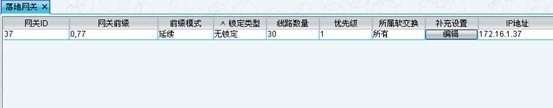 落地网关
网关ID 网关前缀 前缀模式 ^ 锁定类型 线路数量 优先级 所属软交换 补充设置 IP地址
37 0,77 延续 无锁定 30 1 所有 编辑 172.16.1.37